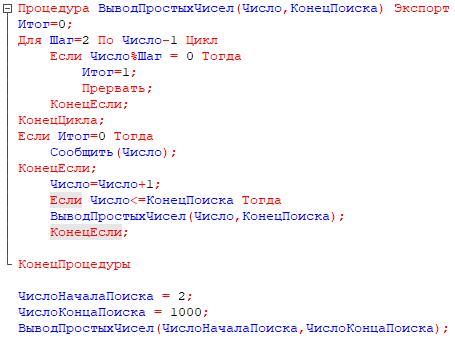 Процедура ВыводПростыхЧисел(Число,КонецПоиска) Экспорт
Итог=0;
Для Шаг=2 По Число-1 Цикл
Если Число%Шаг = 0 Тогда
Итог=1;
Прервать;
КонецЕсли;
КонецЦикла;
Если Итог=0 Тогда
Сообщить(Число);
КонецЕсли;
Число=Число+1;
Если Число<=КонецПоиска Тогда
ВыводПростыхЧисел(Число,КонецПоиска);
КонецЕсли;
КонецПроцедуры
ЧислоНачалаПоиска = 2;
ЧислоКонцаПоиска = 1000;
ВыводПростыхЧисел(ЧислоНачалаПоиска,ЧислоКонцаПоиска);